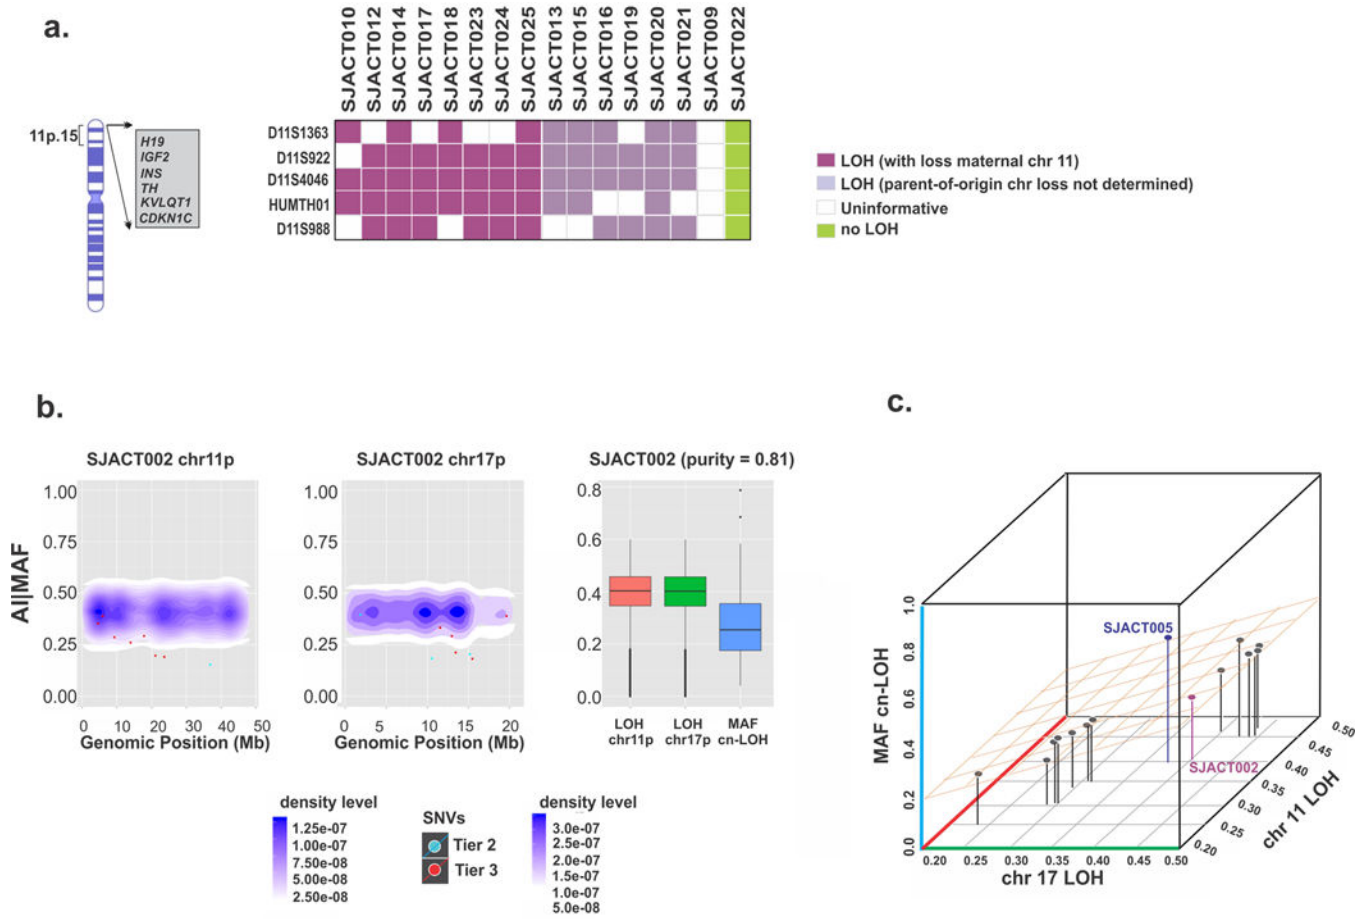 a.
SJACT010
SJACT012
SJACT014
SJACT017
SJACT018
SJACT023
SJACT024
SJACT025
SJACT013
SJACT015
SJACT016
SJACT019
SJACT020
SJACT021
SJACT009
SJACT022
11p.15
H19
IGF2
INS
TH
KVLQT1
CDKN1C
D11S1363
D11S922
D11S4046
HUMTH01
D11S988
LOH (with loss maternal chr 11)
LOH (parent-of-origin chr loss not determined)
Uninformative
no LOH
b.
SJACT002 chr11p
AI|MAF
1.00
0.75
0.50
0.25
0.00
0 10 20 30 40 50
Genomic Position (Mb)
SJACT002 chr17p
1.00
0.75
0.50
0.25
0.00
0 5 10 15 20
Genomic Position (Mb)
SJACT002 (purity = 0.81)
0.8
0.6
0.4
0.2
0.0
LOH LOH MAF
chr11p chr17p cn-LOH
density level
1.25e-07
1.00e-07
7.50e-08
5.00e-08
2.50e-08
SNVs
Tier 2
Tier 3
density level
3.0e-07
2.5e-07
2.0e-07
1.5e-07
1.0e-07
5.0e-08
c.
MAF cn-LOH
1.0
0.8
0.6
0.4
0.2
0.0
SJACT005
SJACT002
0.20 0.25 0.30 0.35 0.40 0.45 0.50
chr 17 LOH
0.50
0.45
0.40
0.35
0.30
0.25
0.20
chr 11 LOH